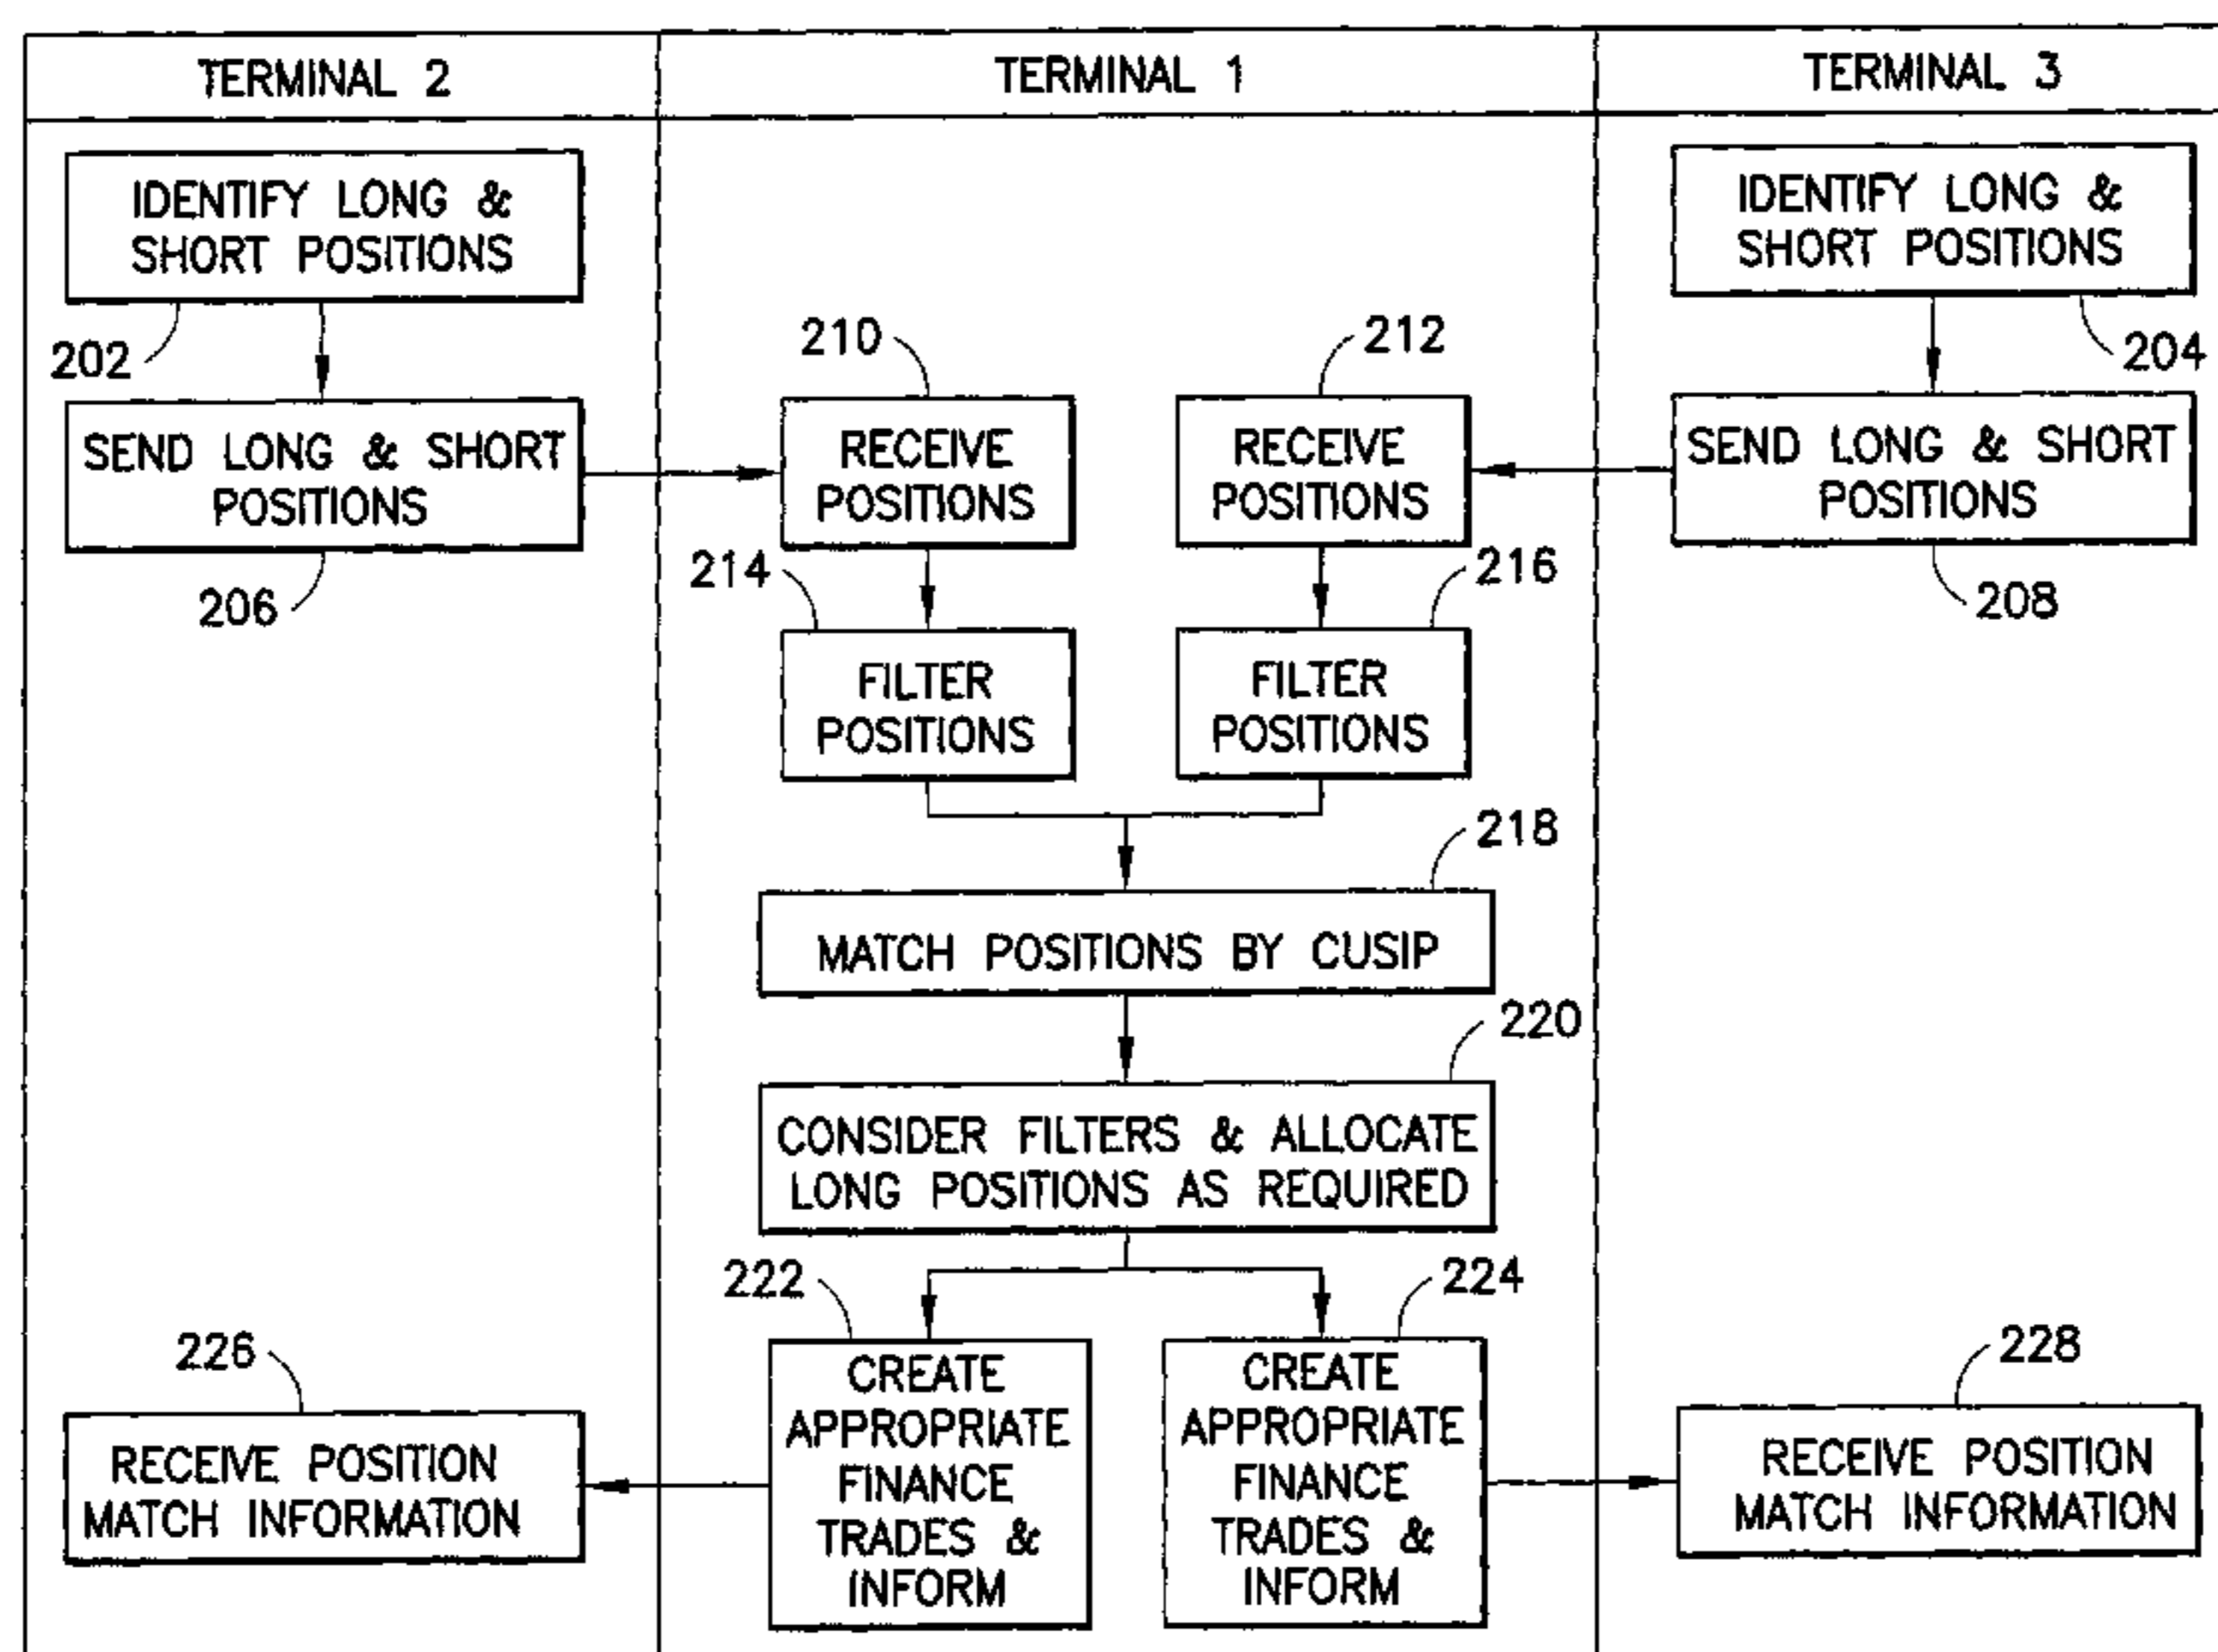 TERMINAL 2
TERMINAL 1
TERMINAL 3
IDENTIFY LONG &
SHORT POSITIONS
202
IDENTIFY LONG &
SHORT POSITIONS
204
SEND LONG & SHORT
POSITIONS
206
210
RECEIVE
POSITIONS
212
RECEIVE
POSITIONS
SEND LONG & SHORT
POSITIONS
208
214
FILTER
POSITIONS
216
FILTER
POSITIONS
218
MATCH POSITIONS BY CUSIP
220
CONSIDER FILTERS & ALLOCATE
LONG POSITIONS AS REQUIRED
222
CREATE
APPROPRIATE
FINANCE
TRADES &
INFORM
224
CREATE
APPROPRIATE
FINANCE
TRADES &
INFORM
226
RECEIVE POSITION
MATCH INFORMATION
228
RECEIVE POSITION
MATCH INFORMATION